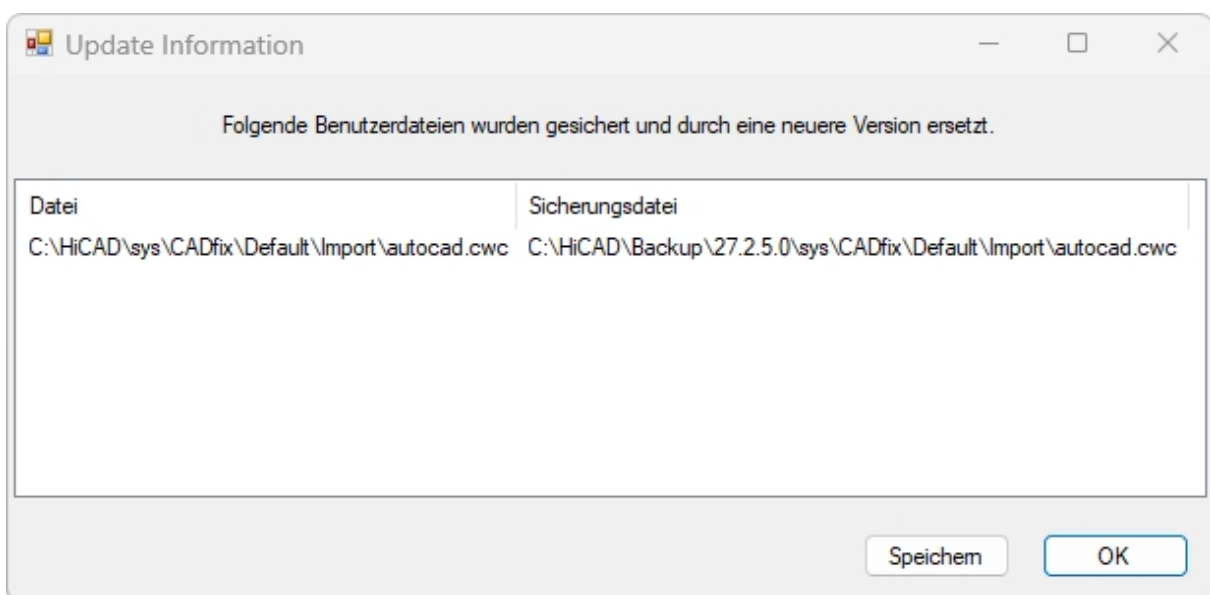 Update Information
Folgende Benutzerdateien wurden gesichert und durch eine neuere Version ersetzt.
Datei Sicherungsdatei
C:\HiCAD\sys\CADfix\Default\Import\autocad.cwc C:\HiCAD\Backup\27.2.5.0\sys\CADfix\Default\Import\autocad.cwc
Speichern OK